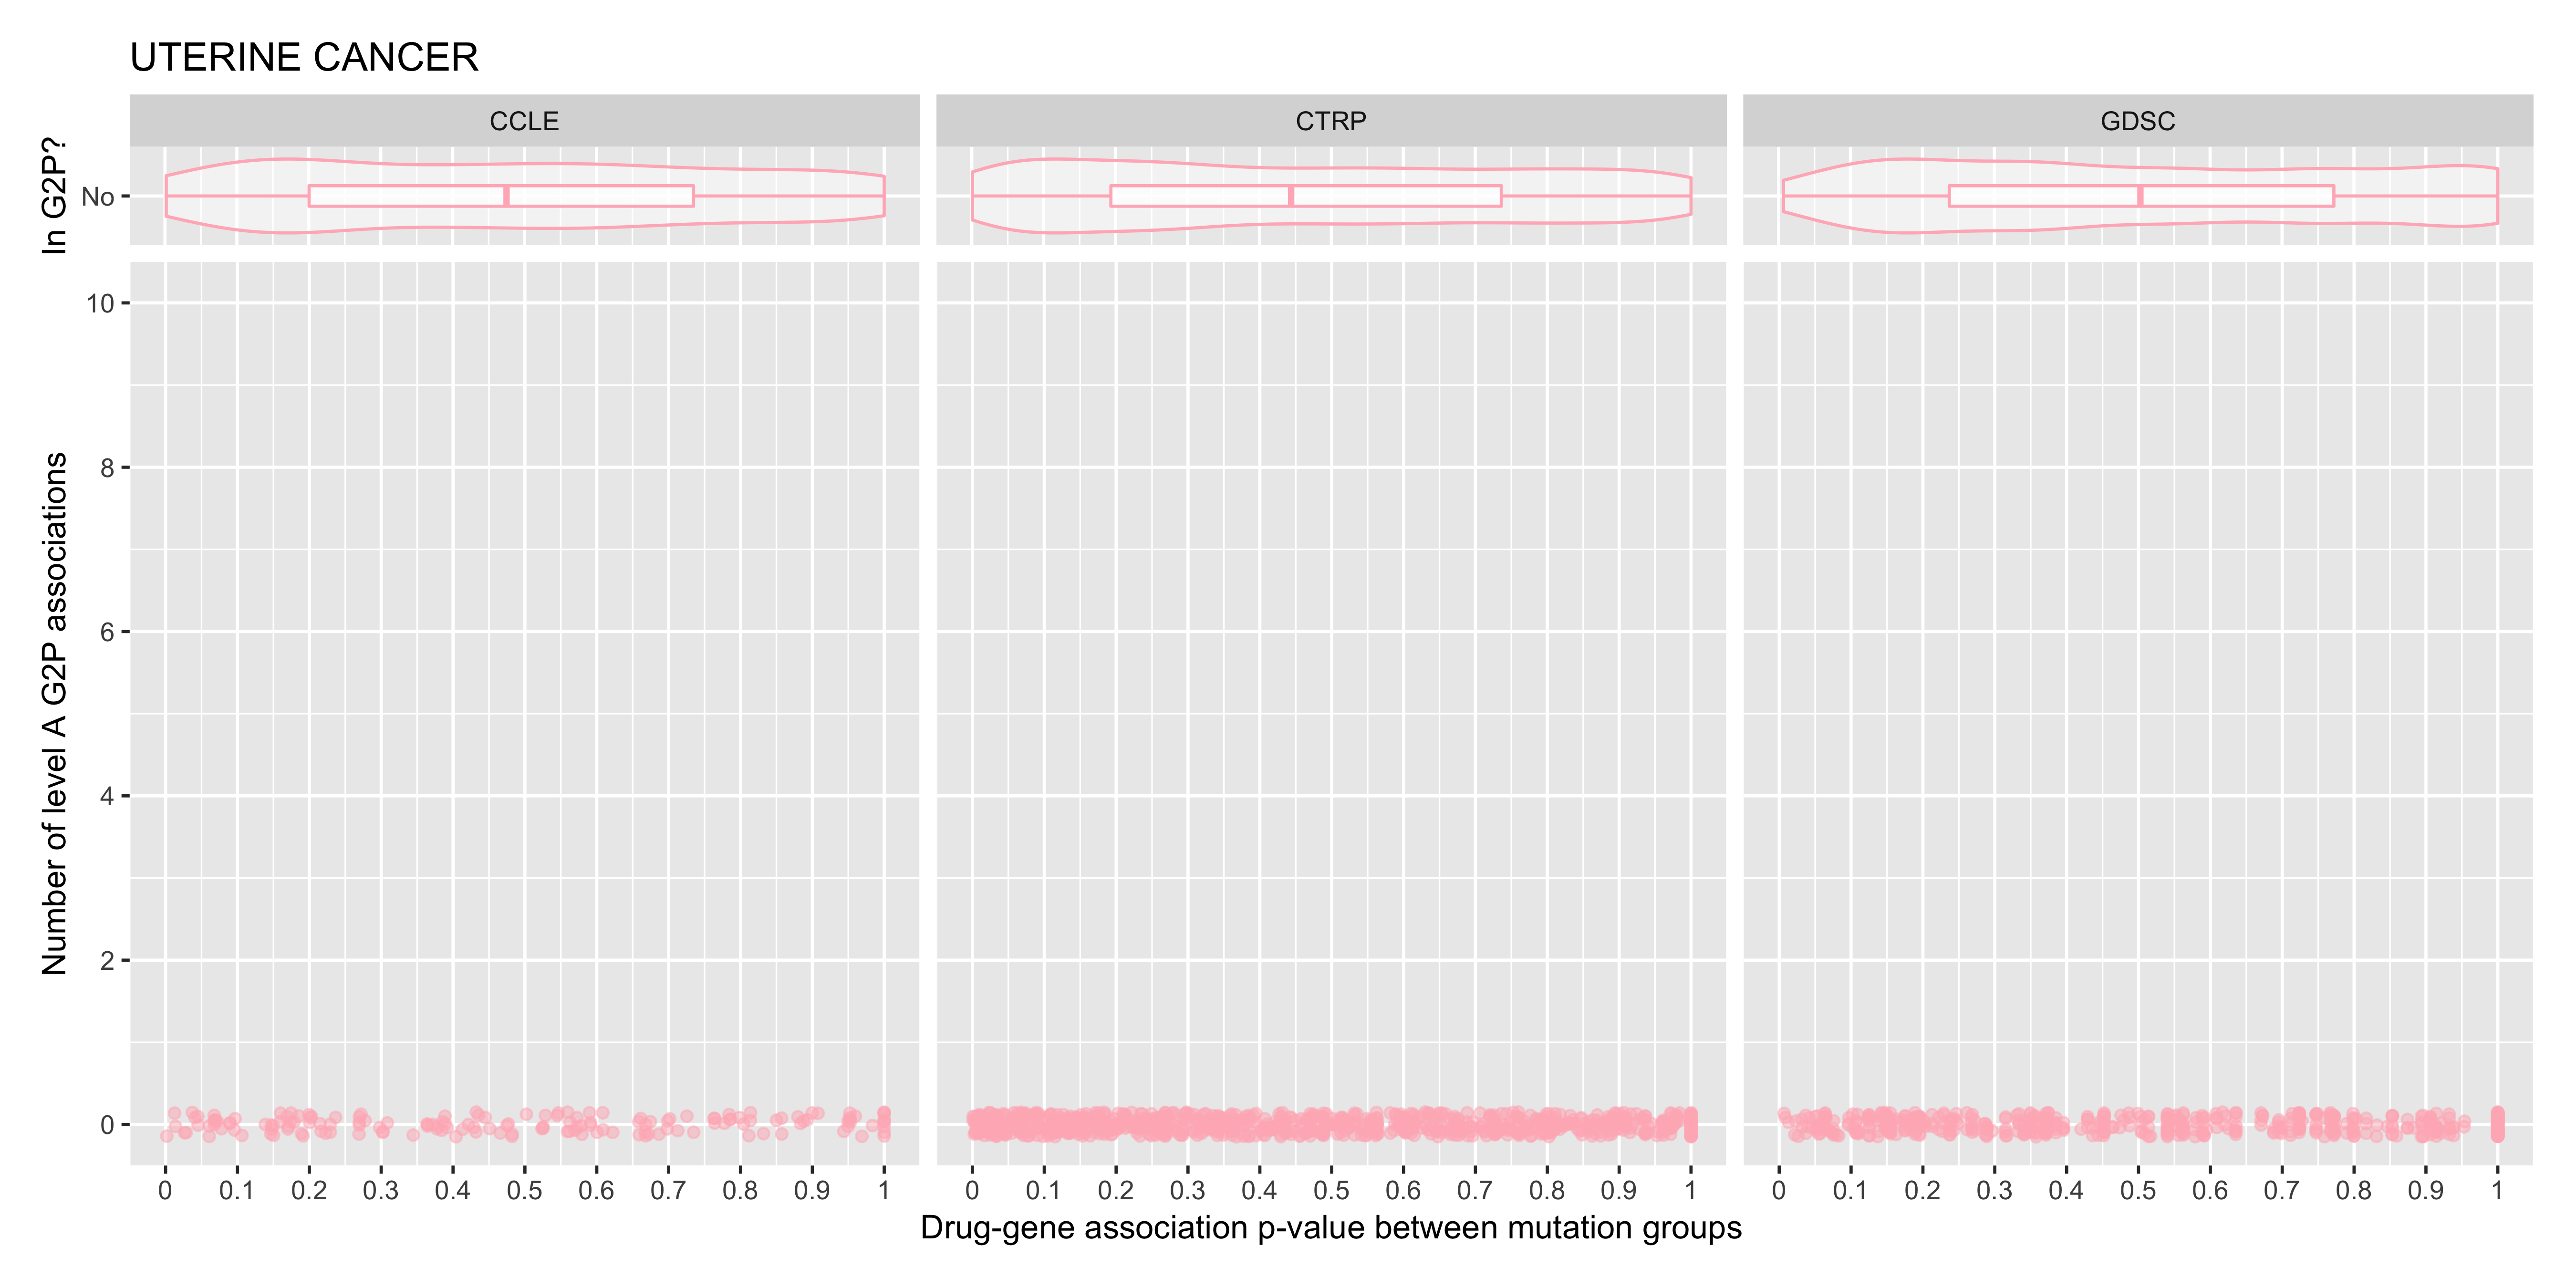 UTERINE CANCER
CCLE CTRP GDSC
In G2P?
No
Number of level A G2P associations
10
8
6
4
2
0
0 0.1 0.2 0.3 0.4 0.5 0.6 0.7 0.8 0.9 1 0 0.1 0.2 0.3 0.4 0.5 0.6 0.7 0.8 0.9 1 0 0.1 0.2 0.3 0.4 0.5 0.6 0.7 0.8 0.9 1
Drug-gene association p-value between mutation groups